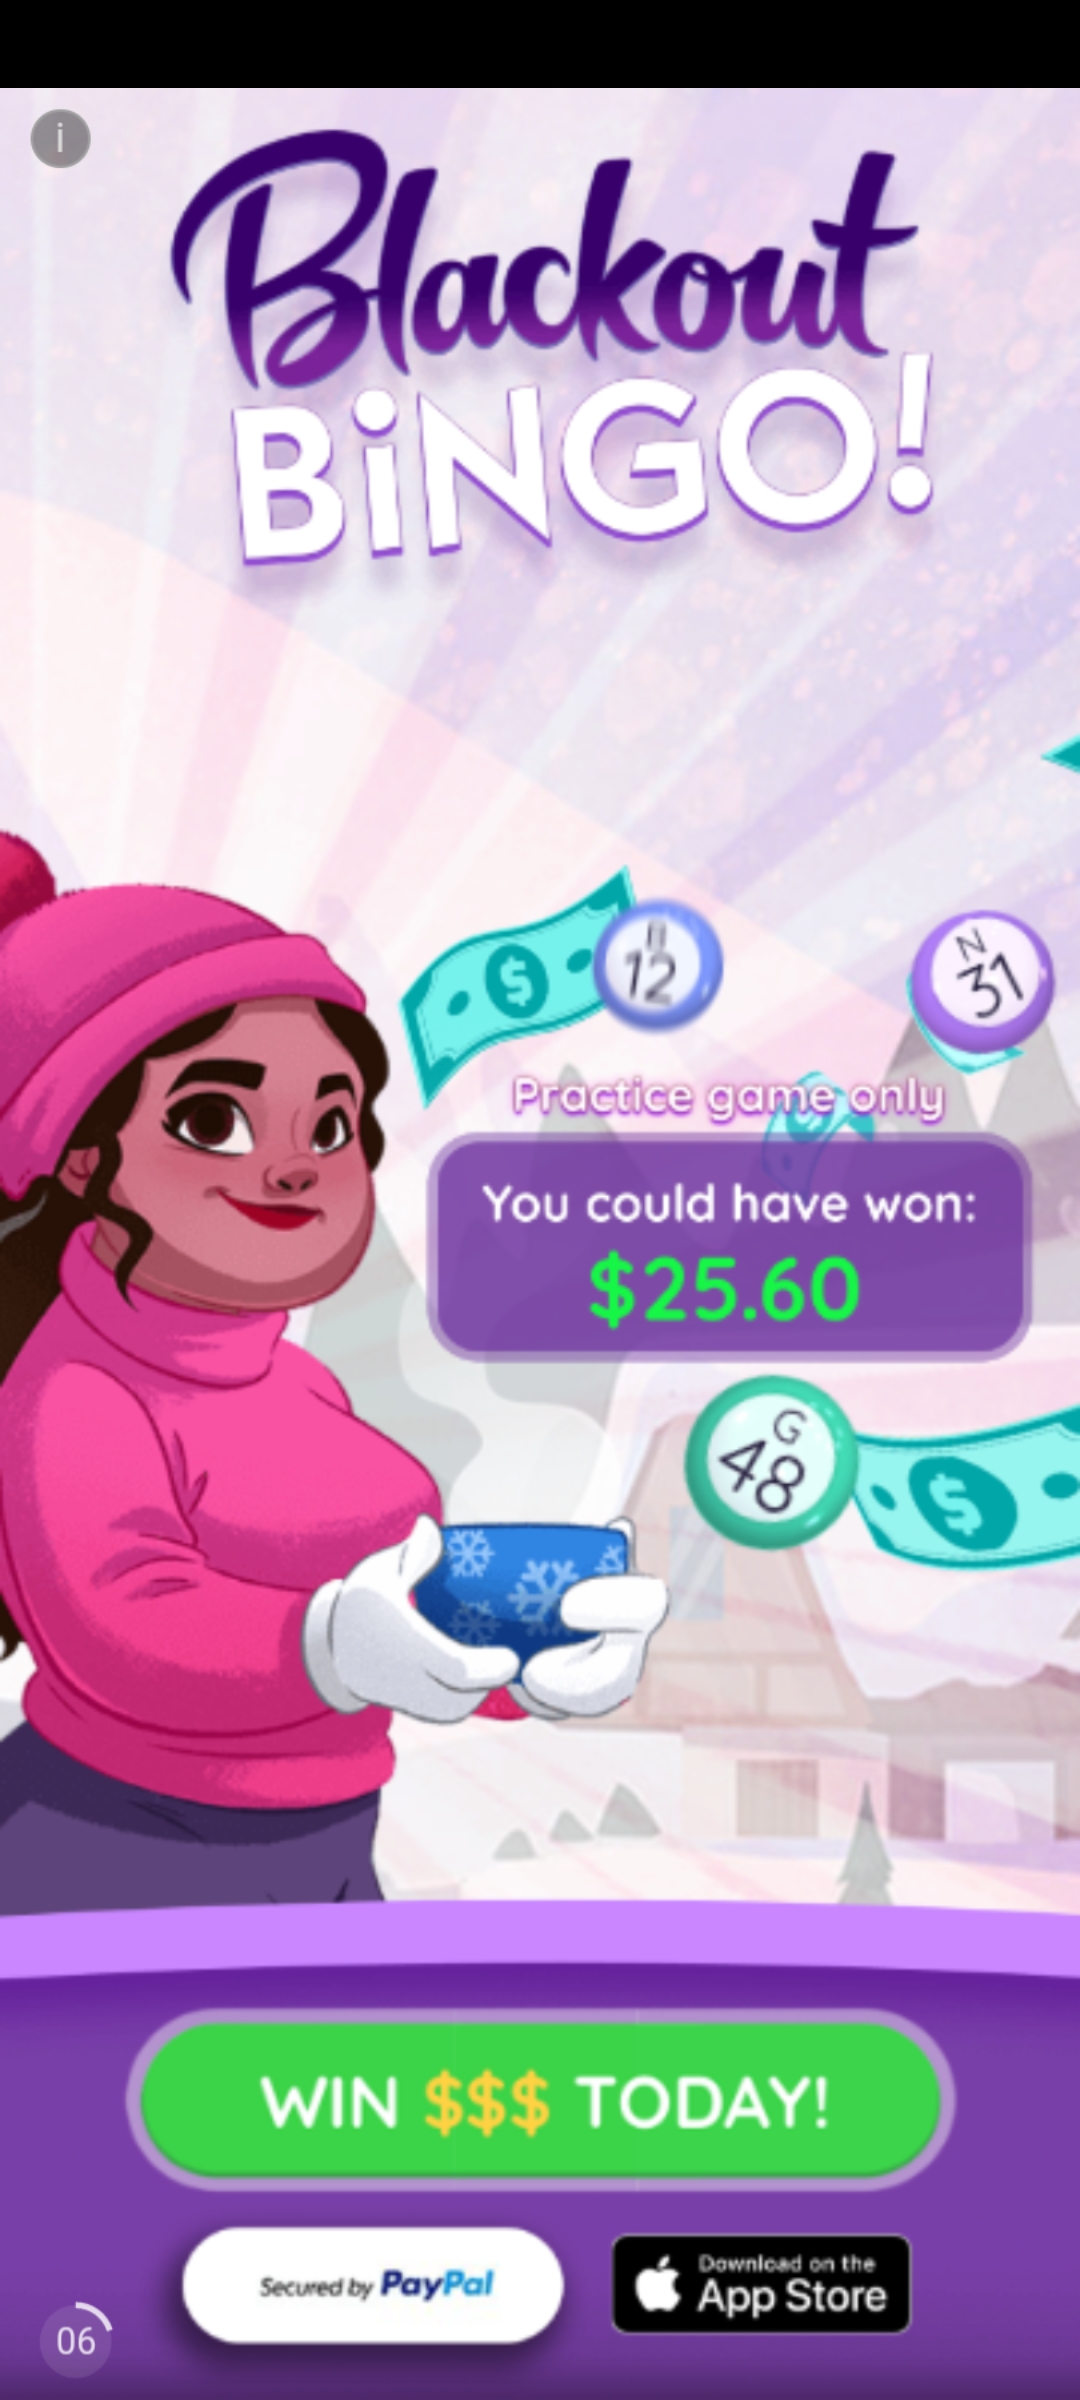 i
Blackout
BiNGO!
12
N
31
Practice game only
You could have won:
$25.60
G
48
WIN $$$ TODAY!
Secured by PayPal
Download on the
App Store
06